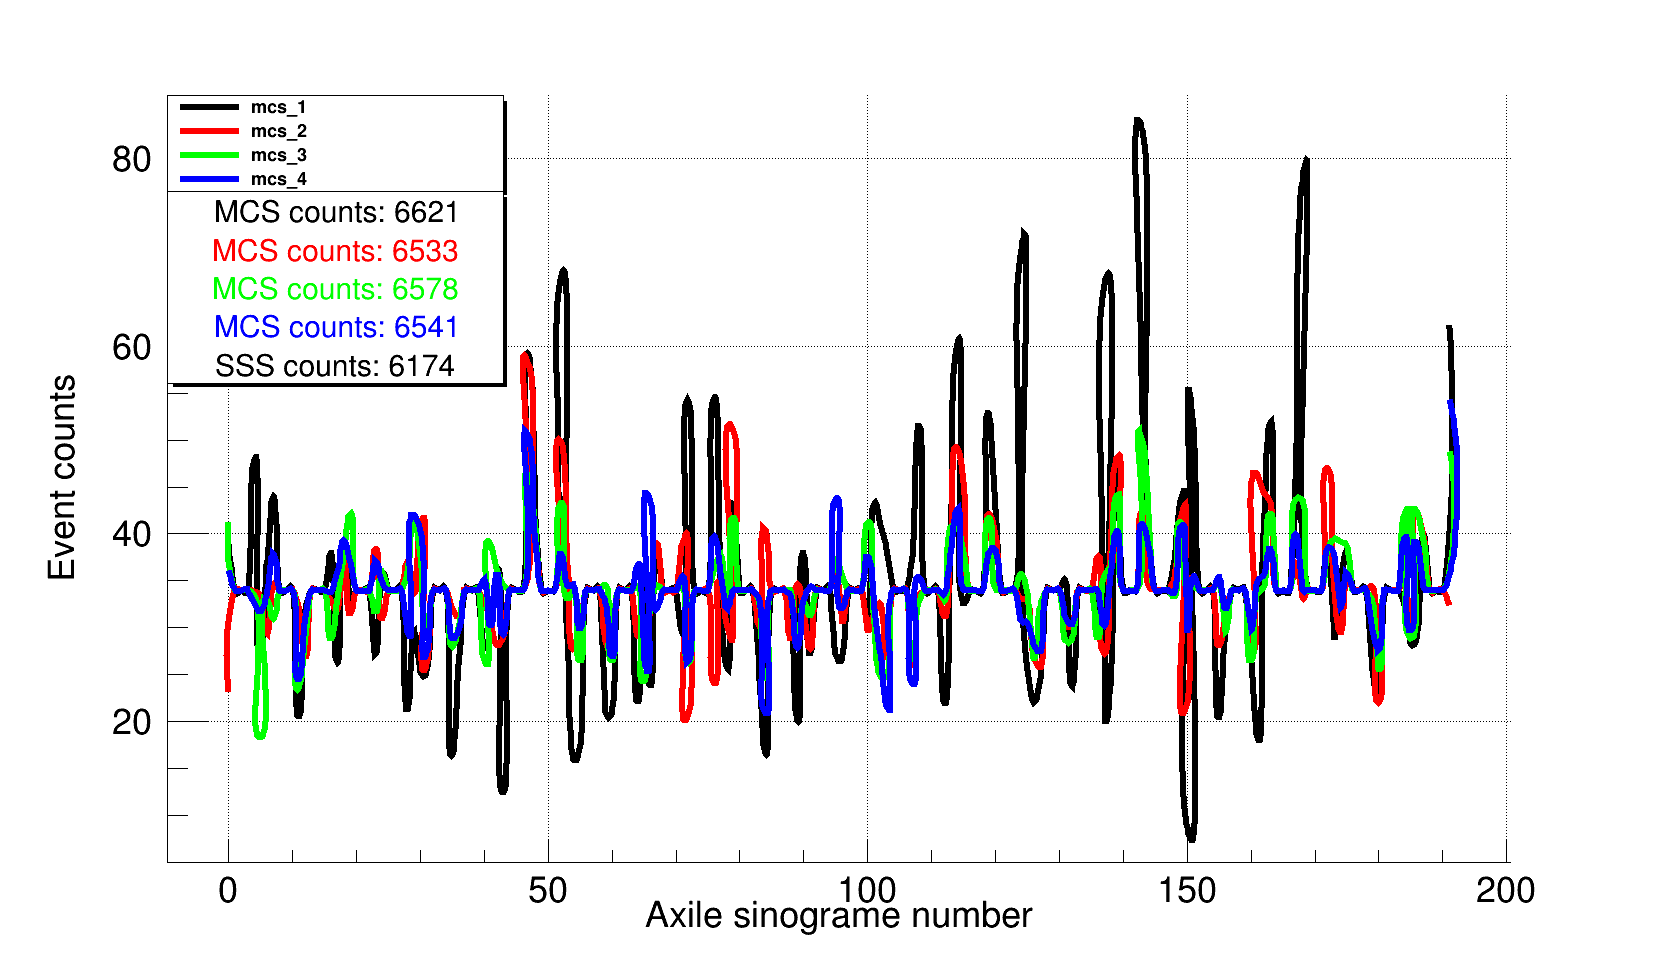 mcs_1
mcs_2
mcs_3
mcs_4
MCS counts: 6621
MCS counts: 6533
MCS counts: 6578
MCS counts: 6541
SSS counts: 6174
80
60
40
20
Event counts
0 50 100 150 200
Axile sinograme number